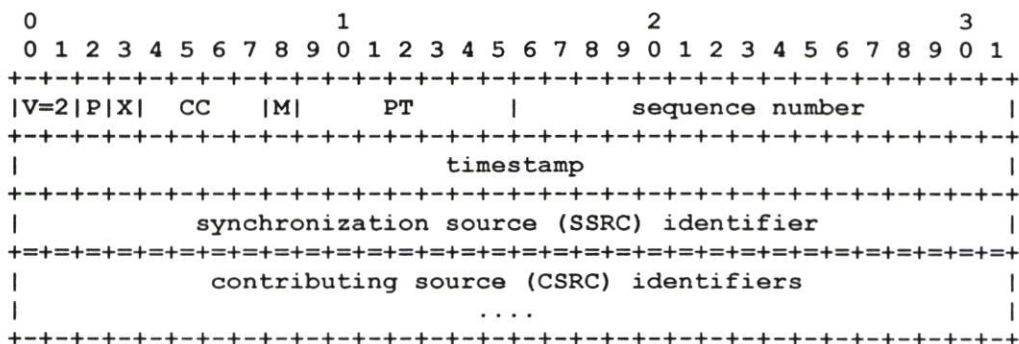 0                   1                   2                   3
 0 1 2 3 4 5 6 7 8 9 0 1 2 3 4 5 6 7 8 9 0 1 2 3 4 5 6 7 8 9 0 1
+-+-+-+-+-+-+-+-+-+-+-+-+-+-+-+-+-+-+-+-+-+-+-+-+-+-+-+-+-+-+-+-+
|V=2|P|X|  CC   |M|     PT      |       sequence number         |
+-+-+-+-+-+-+-+-+-+-+-+-+-+-+-+-+-+-+-+-+-+-+-+-+-+-+-+-+-+-+-+-+
|                           timestamp                           |
+-+-+-+-+-+-+-+-+-+-+-+-+-+-+-+-+-+-+-+-+-+-+-+-+-+-+-+-+-+-+-+-+
|           synchronization source (SSRC) identifier            |
+=+=+=+=+=+=+=+=+=+=+=+=+=+=+=+=+=+=+=+=+=+=+=+=+=+=+=+=+=+=+=+=+
|            contributing source (CSRC) identifiers             |
|                             ....                              |
+-+-+-+-+-+-+-+-+-+-+-+-+-+-+-+-+-+-+-+-+-+-+-+-+-+-+-+-+-+-+-+-+